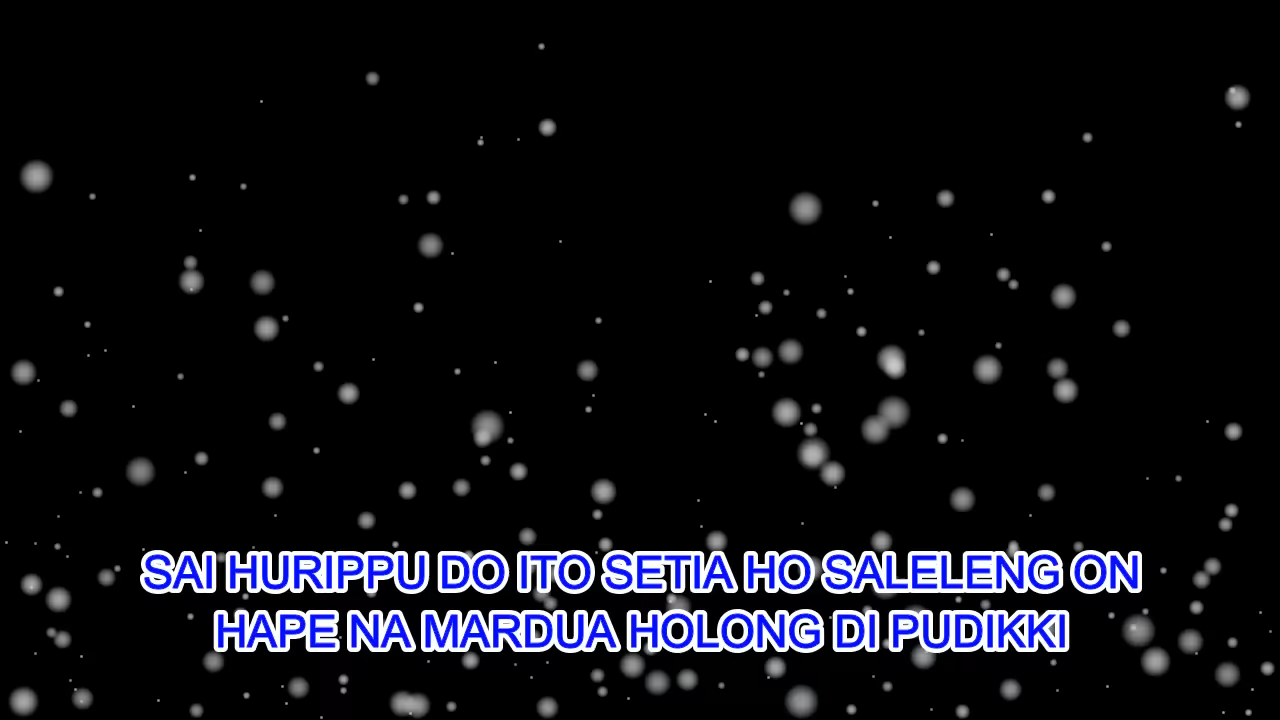 SAI HURIPPU DO ITO SETIA HO SALELENG ON
HAPE NA MARDUA HOLONG DI PUDIKKI